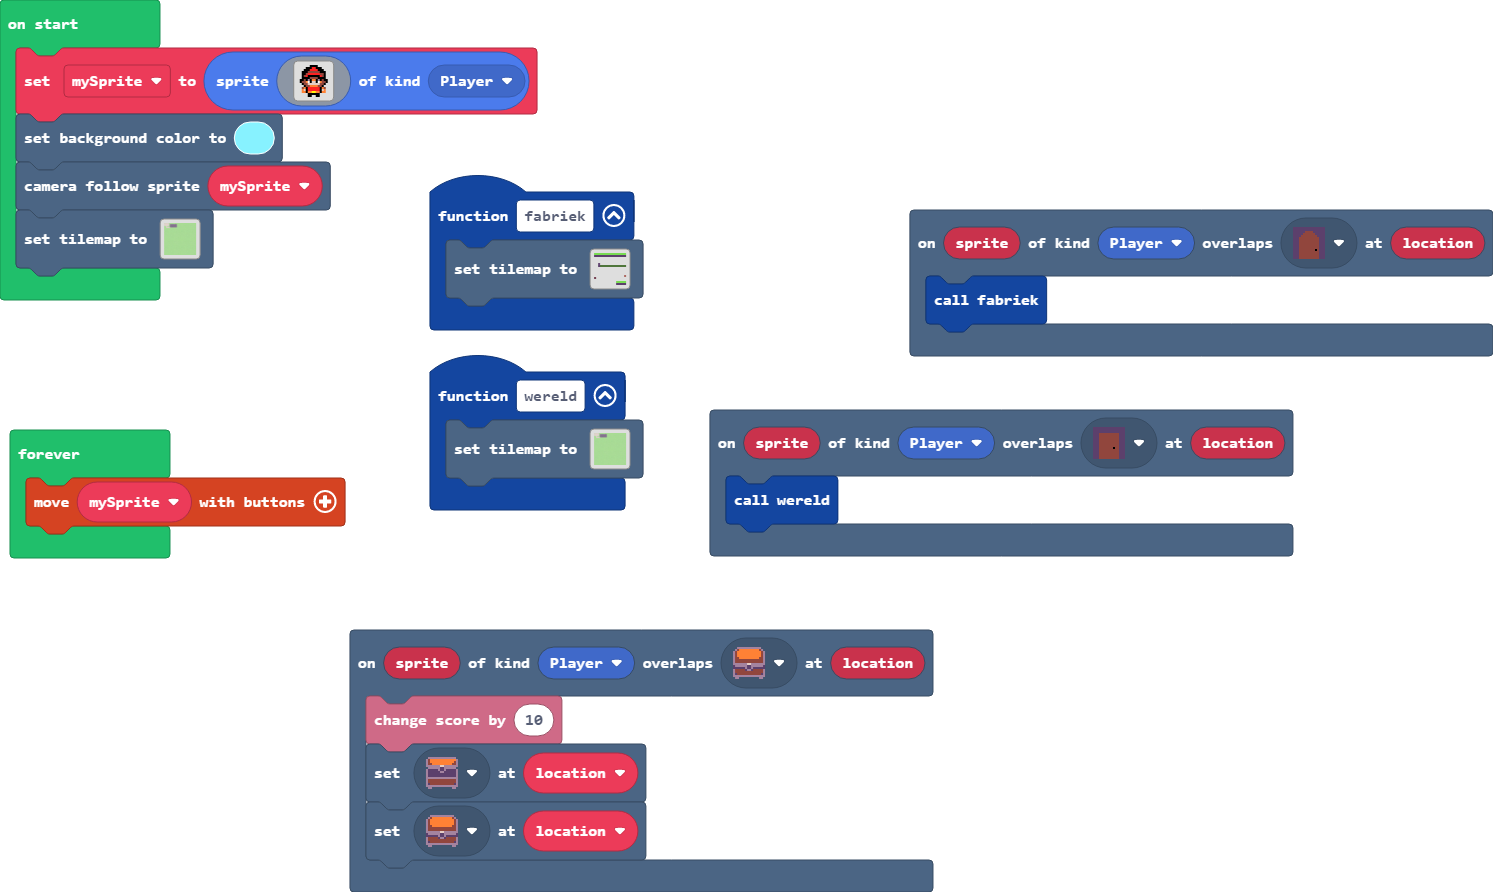 on start
set mySprite to sprite of kind Player
set background color to
camera follow sprite mySprite
set tilemap to
function fabriek
set tilemap to
on sprite of kind Player overlaps at location
call fabriek
function wereld
set tilemap to
on sprite of kind Player overlaps at location
call wereld
forever
move mySprite with buttons
on sprite of kind Player overlaps at location
change score by 10
set at location
set at location